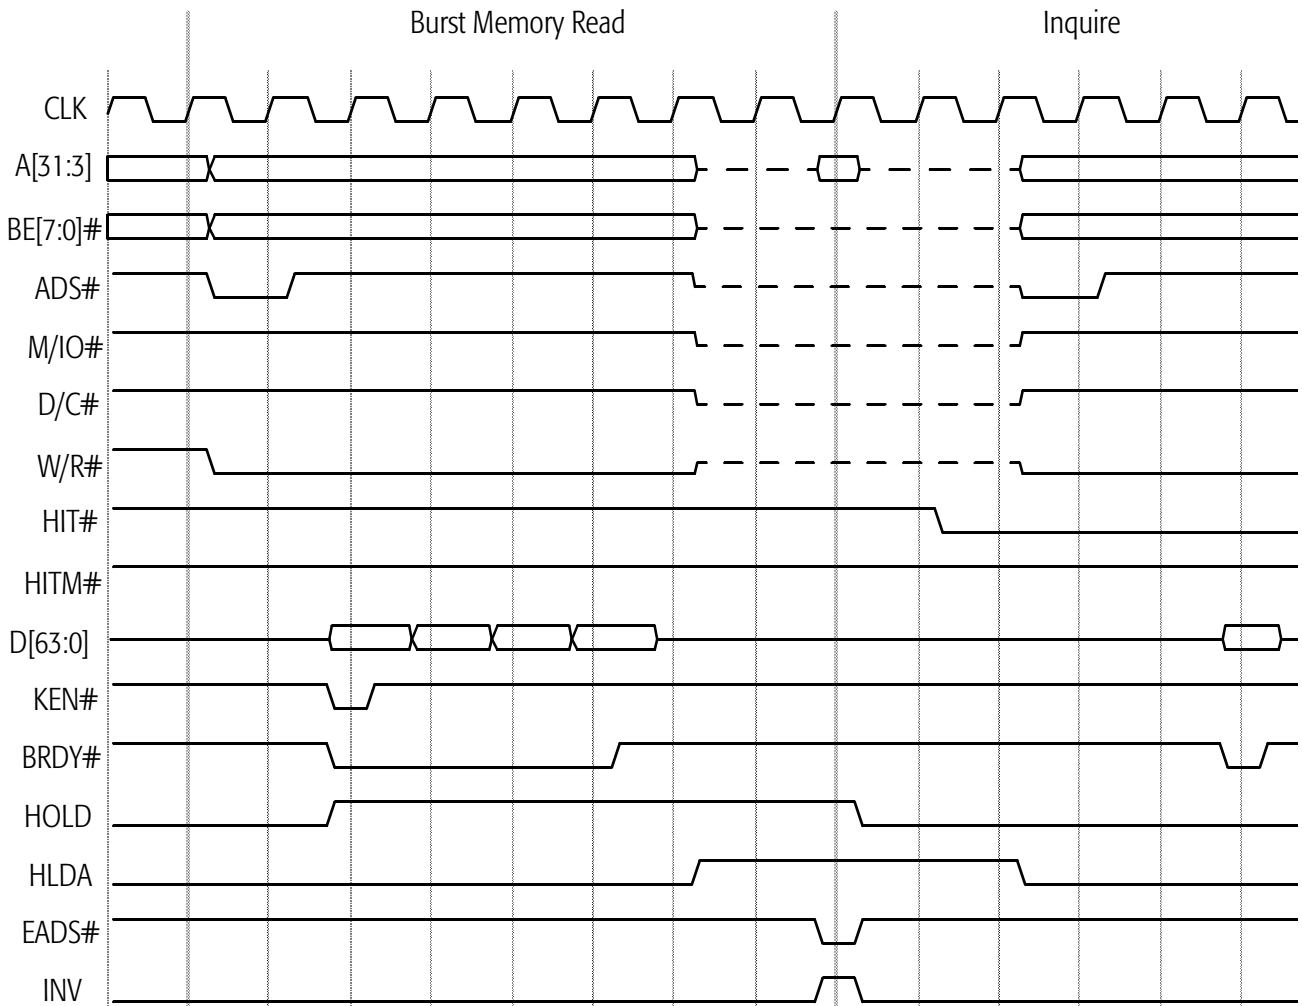 Burst Memory Read Inquire
CLK
A[31:3]
BE[7:0]#
ADS#
M/IO#
D/C#
W/R#
HIT#
HITM#
D[63:0]
KEN#
BRDY#
HOLD
HLDA
EADS#
INV